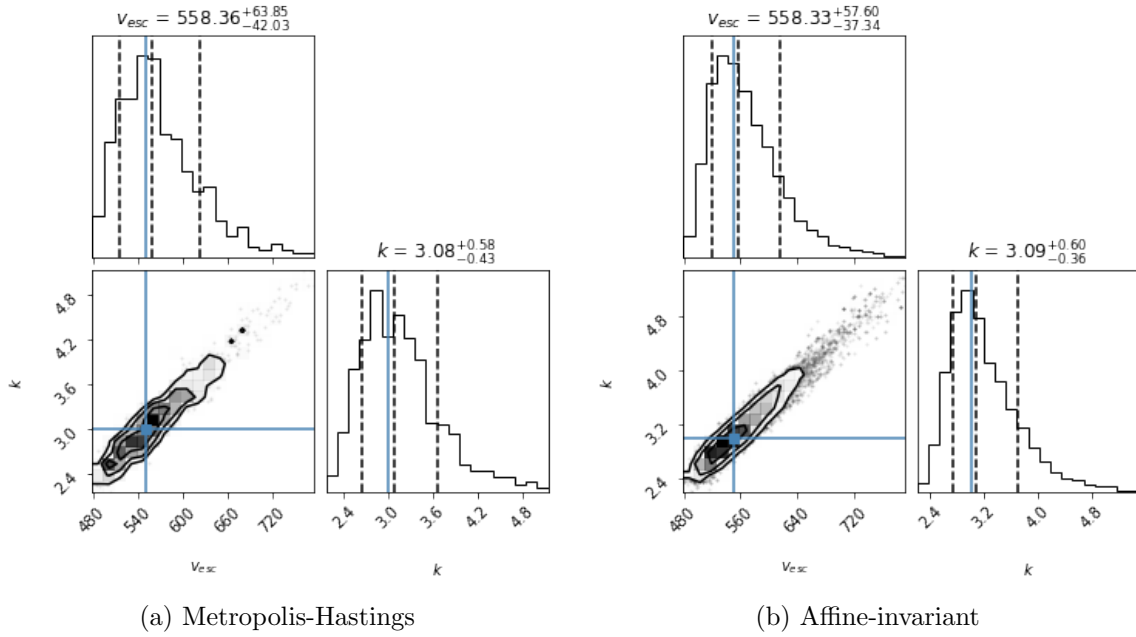 v_esc = 558.36 +63.85 −42.03
k = 3.08 +0.58 −0.43
k
4.8
4.2
3.6
3.0
2.4
480 540 600 660 720
v_esc
2.4 3.0 3.6 4.2 4.8
k
(a) Metropolis-Hastings
v_esc = 558.33 +57.60 −37.34
k = 3.09 +0.60 −0.36
k
4.8
4.0
3.2
2.4
480 560 640 720
v_esc
2.4 3.2 4.0 4.8
k
(b) Affine-invariant